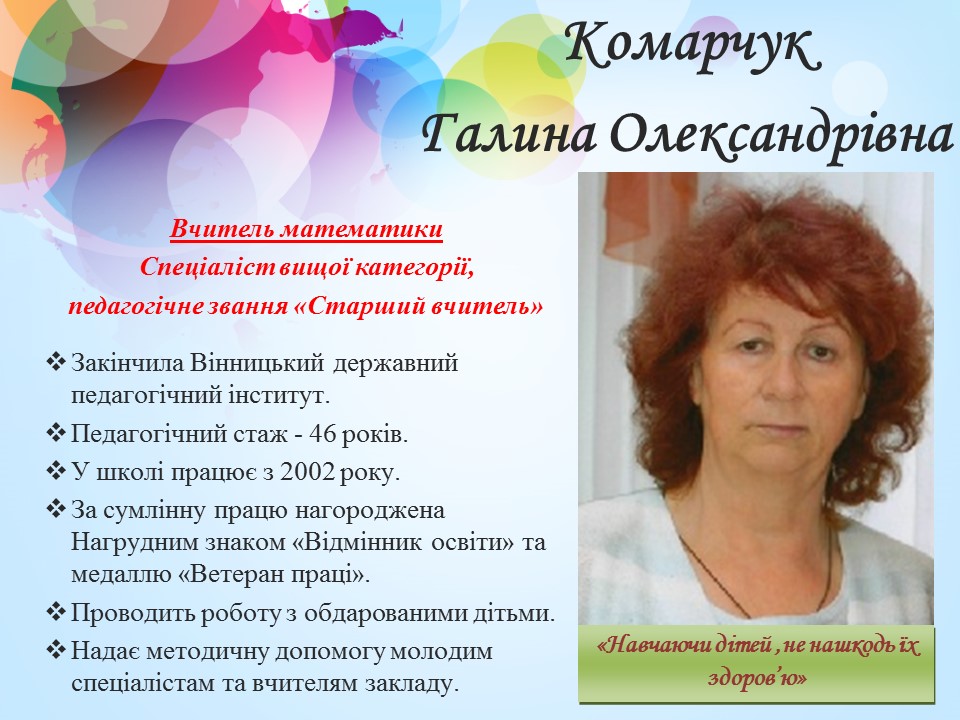 Комарчук
Галина Олександрівна
Вчитель математики
Спеціаліст вищої категорії,
педагогічне звання «Старший вчитель»
❖ Закінчила Вінницький державний
педагогічний інститут.
❖ Педагогічний стаж - 46 років.
❖ У школі працює з 2002 року.
❖ За сумлінну працю нагороджена
Нагрудним знаком «Відмінник освіти» та
медаллю «Ветеран праці».
❖ Проводить роботу з обдарованими дітьми.
❖ Надає методичну допомогу молодим
спеціалістам та вчителям закладу.
«Навчаючи дітей , не нашкодь їх
здоров’ю»